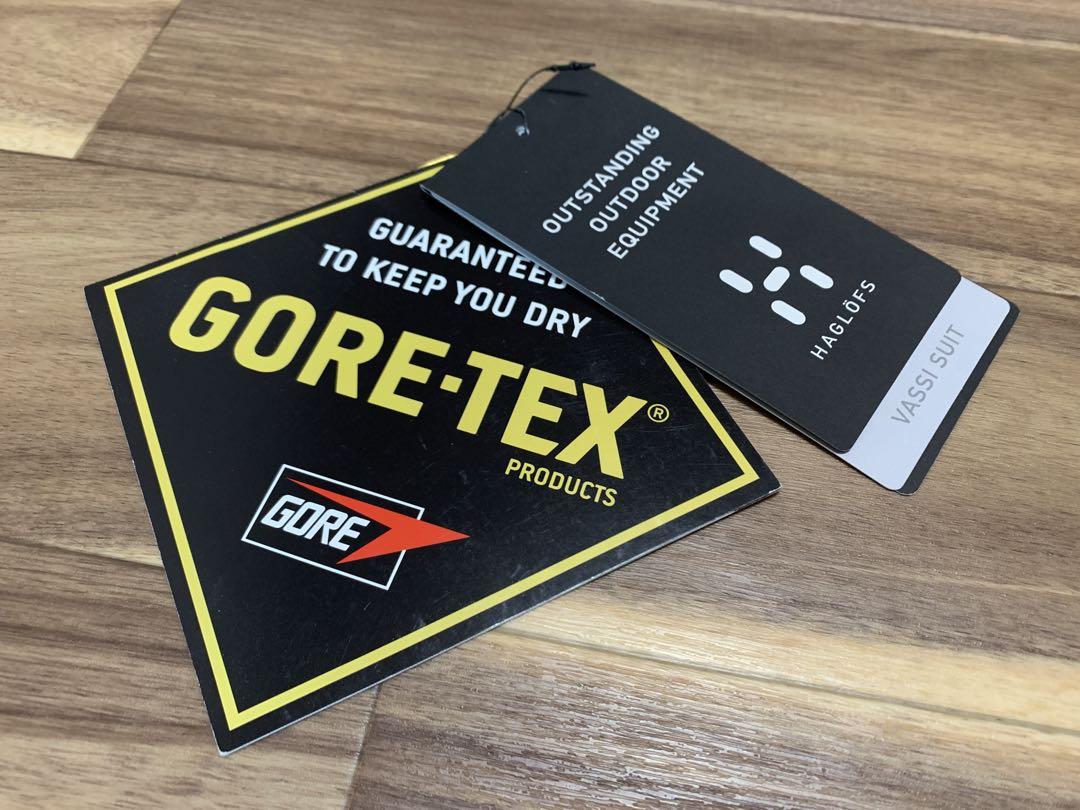 GUARANTEED
TO KEEP YOU DRY
GORE-TEX®
PRODUCTS
GORE
OUTSTANDING
OUTDOOR
EQUIPMENT
HAGLÖFS
VASSI SUIT